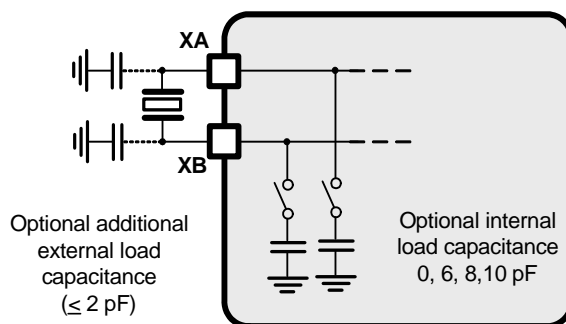 XA
XB
Optional additional
external load
capacitance
(≤ 2 pF)
Optional internal
load capacitance
0, 6, 8,10 pF